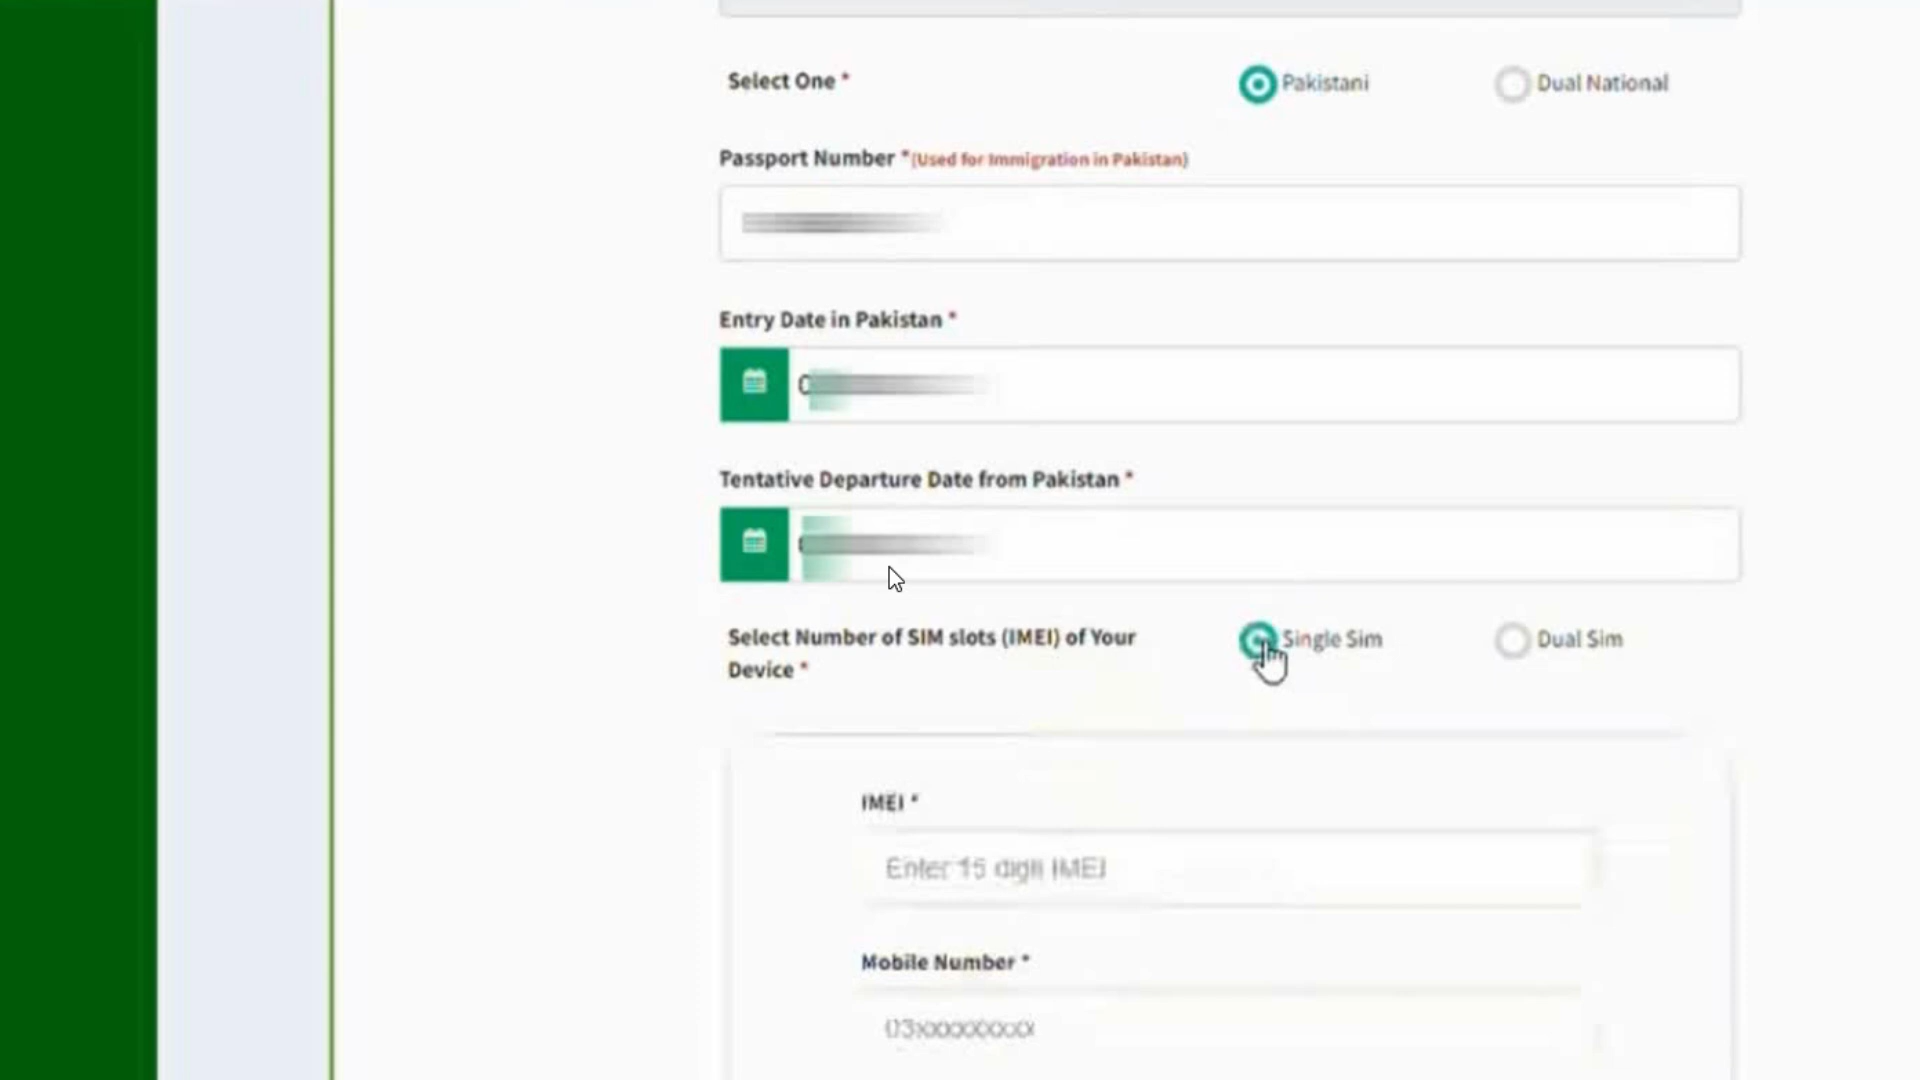 Select One * Pakistani Dual National
Passport Number *(Used for Immigration in Pakistan)
Entry Date in Pakistan *
Tentative Departure Date from Pakistan *
Select Number of SIM slots (IMEI) of Your Single Sim Dual Sim
Device *
IMEI *
Enter 15 digit IMEI
Mobile Number *
03xxxxxxxxx